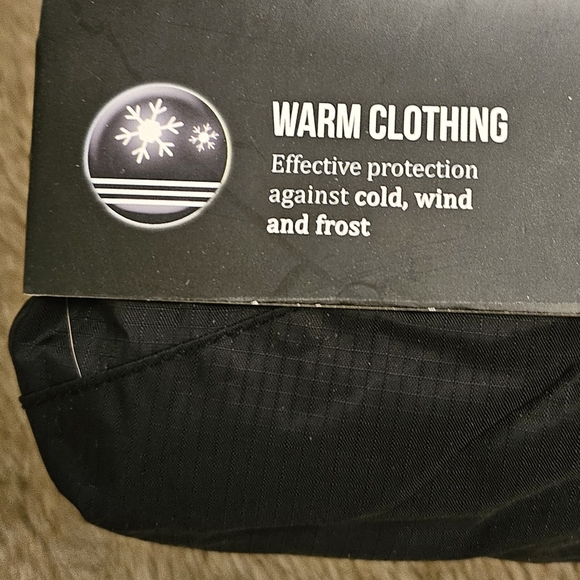 WARM CLOTHING
Effective protection
against cold, wind
and frost